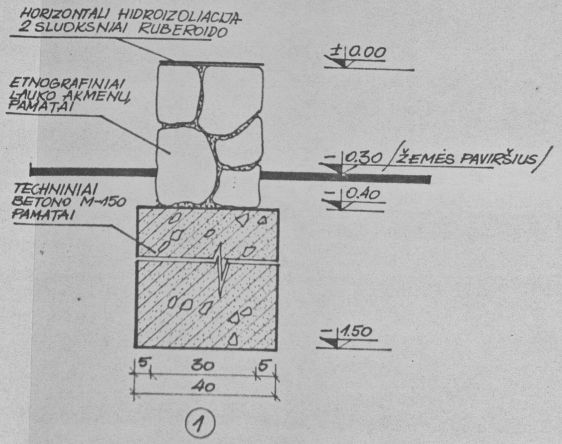 HORIZONTALI HIDROIZOLIACIJA
2 SLUOKSNIAI RUBEROIDO
± 0.00
ETNOGRAFINIAI
LAUKO AKMENŲ
PAMATAI
- 0.30 /ŽEMĖS PAVIRŠIUS/
TECHNINIAI
BETONO M-150
PAMATAI
- 0.40
- 1.50
5 30 5
40
1